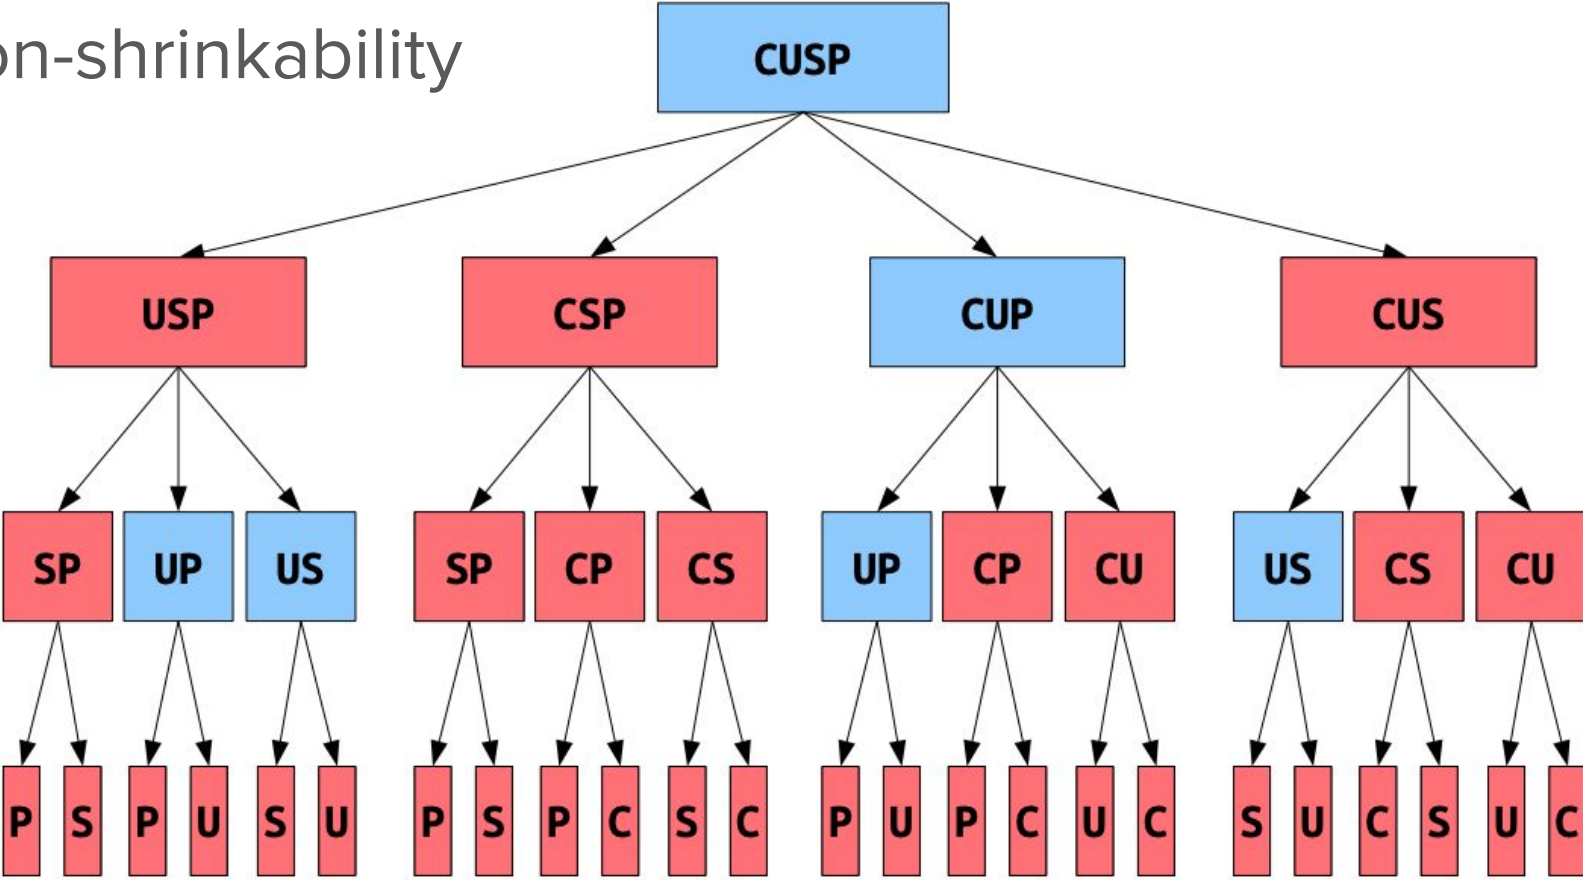 on-shrinkability
CUSP
USP CSP CUP CUS
SP UP US SP CP CS UP CP CU US CS CU
P S P U S U P S P C S C P U P C U C S U C S U C